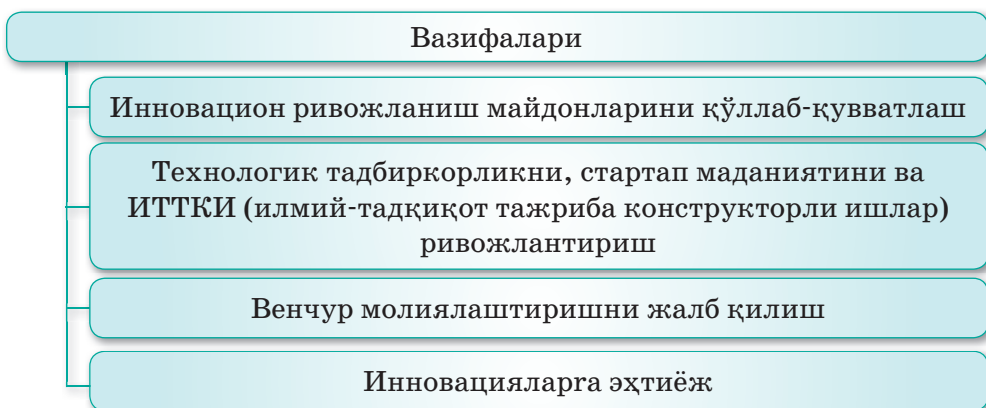 Вазифалари
Инновацион ривожланиш майдонларини қўллаб-қувватлаш
Технологик тадбиркорликни, стартап маданиятини ва
ИТТКИ (илмий-тадқиқот тажриба конструкторли ишлар)
ривожлантириш
Венчур молиялаштиришни жалб қилиш
Инновацияларга эҳтиёж